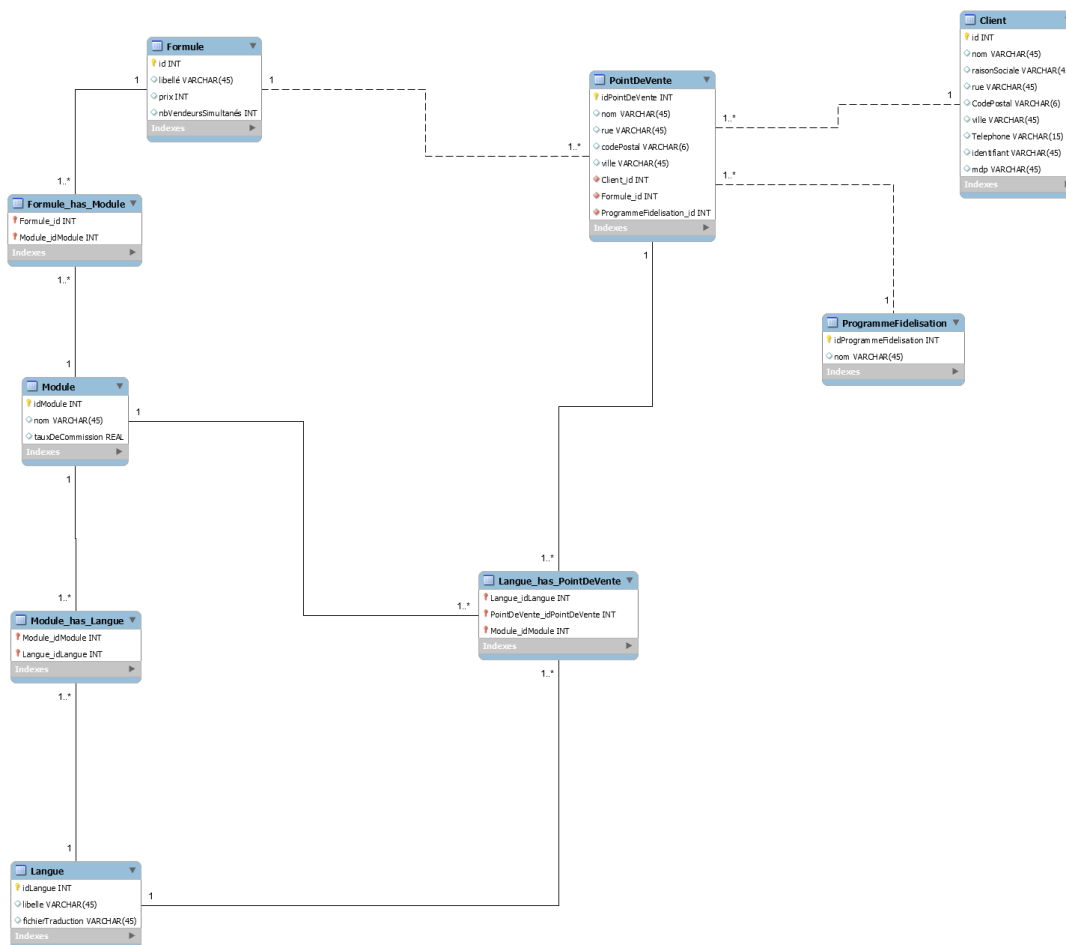 Formule
id INT
libellé VARCHAR(45)
prix INT
nbVendeursSimultanés INT
Indexes
1
1
1..*
PointDeVente
idPointDeVente INT
nom VARCHAR(45)
rue VARCHAR(45)
codePostal VARCHAR(6)
ville VARCHAR(45)
Client_id INT
Formule_id INT
ProgrammeFidelisation_id INT
Indexes
1..*
1..*
1
1
Client
id INT
nom VARCHAR(45)
raisonSociale VARCHAR(4
rue VARCHAR(45)
CodePostal VARCHAR(6)
ville VARCHAR(45)
Telephone VARCHAR(15)
identifiant VARCHAR(45)
mdp VARCHAR(45)
Indexes
1..*
Formule_has_Module
Formule_id INT
Module_idModule INT
Indexes
1..*
1
1
ProgrammeFidelisation
idProgrammeFidelisation INT
nom VARCHAR(45)
Indexes
Module
idModule INT
nom VARCHAR(45)
tauxDeCommission REAL
Indexes
1
1
1..*
1..*
1..*
Langue_has_PointDeVente
Langue_idLangue INT
PointDeVente_idPointDeVente INT
Module_idModule INT
Indexes
1..*
Module_has_Langue
Module_idModule INT
Langue_idLangue INT
Indexes
1..*
1
Langue
idLangue INT
libelle VARCHAR(45)
fichierTraduction VARCHAR(45)
Indexes
1